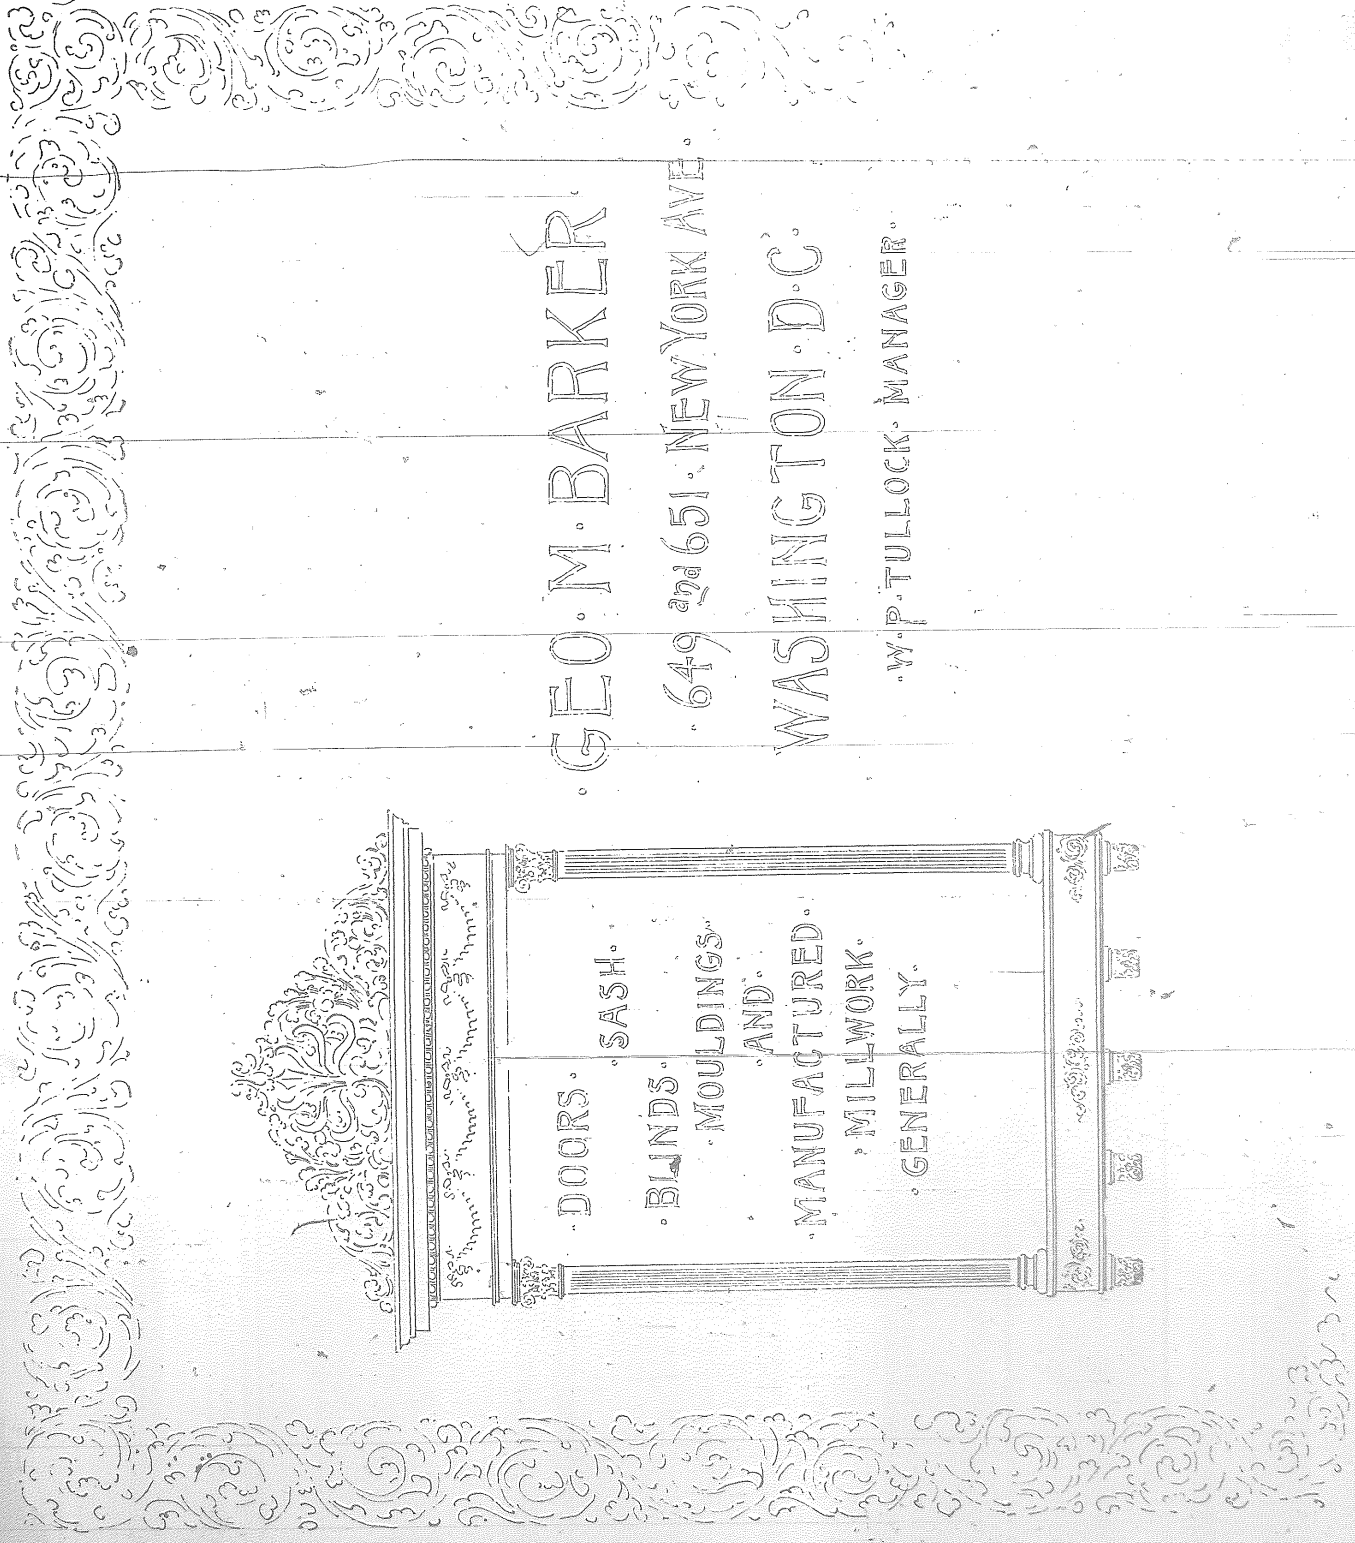 ·DOORS·
·SASH·
·BLINDS·
·MOULDINGS·
·AND·
·MANUFACTURED·
·MILLWORK·
·GENERALLY·
·GEO·M·BARKER·
·649 and 651·NEW YORK AVE·
WASHINGTON·D·C·
·W·P·TULLOCK·MANAGER·